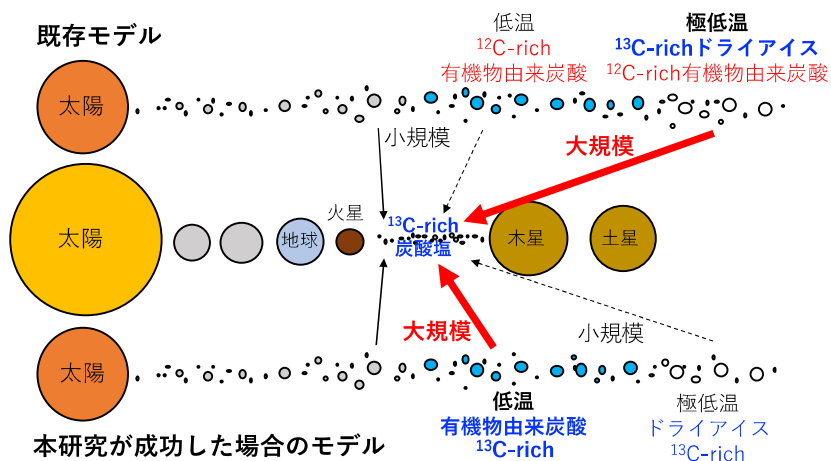 既存モデル
低温
¹²C-rich
有機物由来炭酸
極低温
¹³C-richドライアイス
¹²C-rich有機物由来炭酸
太陽
小規模
大規模
太陽
地球
火星
¹³C-rich
炭酸塩
木星
土星
大規模
小規模
太陽
低温
有機物由来炭酸
¹³C-rich
極低温
ドライアイス
¹³C-rich
本研究が成功した場合のモデル